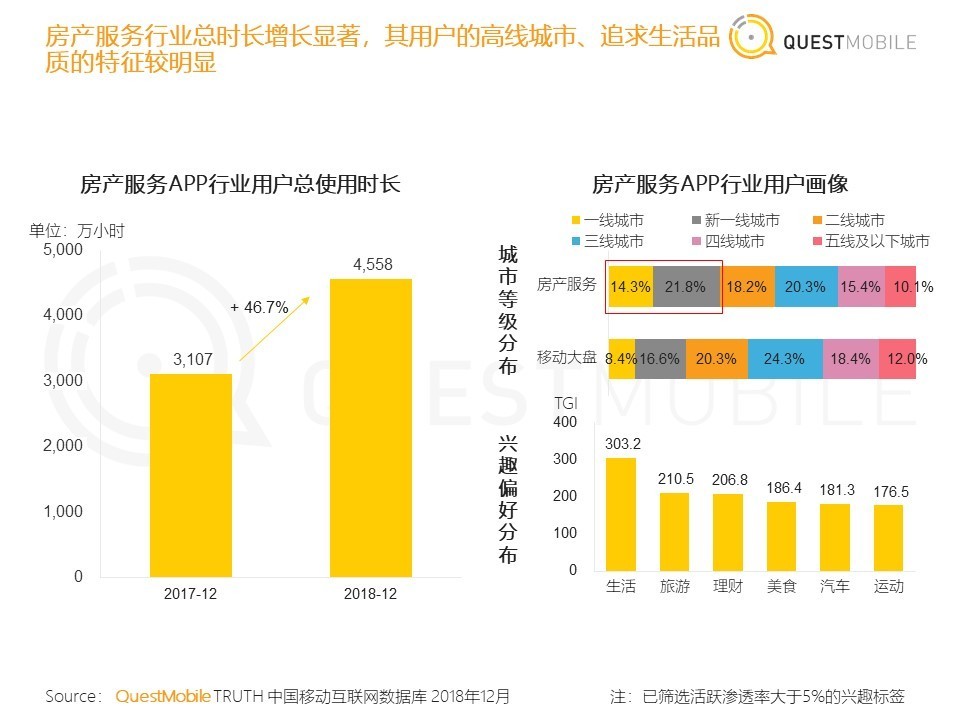 房产服务行业总时长增长显著，其用户的高线城市、追求生活品
质的特征较明显
QUESTMOBILE
房产服务APP行业用户总使用时长
单位：万小时
5,000
4,000
3,000
2,000
1,000
0
3,107
+ 46.7%
4,558
2017-12
2018-12
房产服务APP行业用户画像
一线城市 新一线城市 二线城市
三线城市 四线城市 五线及以下城市
城市等级分布
房产服务 14.3% 21.8% 18.2% 20.3% 15.4% 10.1%
移动大盘 8.4% 16.6% 20.3% 24.3% 18.4% 12.0%
兴趣偏好分布
TGI
400
300
200
100
0
303.2 210.5 206.8 186.4 181.3 176.5
生活 旅游 理财 美食 汽车 运动
QUESTMOBILE
Source： QuestMobile TRUTH 中国移动互联网数据库 2018年12月
注：已筛选活跃渗透率大于5%的兴趣标签